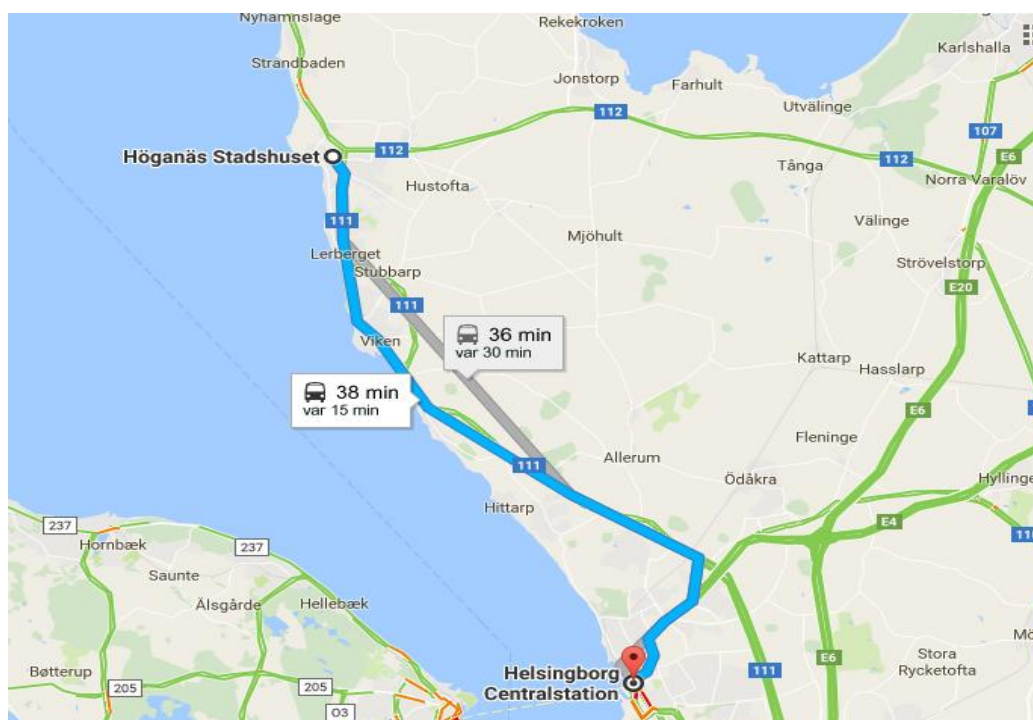 Nyhamnsläge
Rekekroken
Karlshalla
Strandbaden
Jonstorp
Farhult
Utvälinge
112
107
E6
Höganäs Stadshuset
112
112
Tånga
Norra Varalöv
Hustofta
111
Mjöhult
Välinge
Lerberget
Stubbarp
Strövelstorp
111
E20
36 min
var 30 min
Viken
Kattarp
Hasslarp
38 min
var 15 min
E6
Fleninge
111
Allerum
Ödåkra
Hyllinge
Hittarp
237
E4
Hornbæk
237
Saunte
Ålsgårde
Hellebæk
Bøtterup
205
205
O3
Helsingborg
Centralstation
111
E6
Stora
Rycketofta